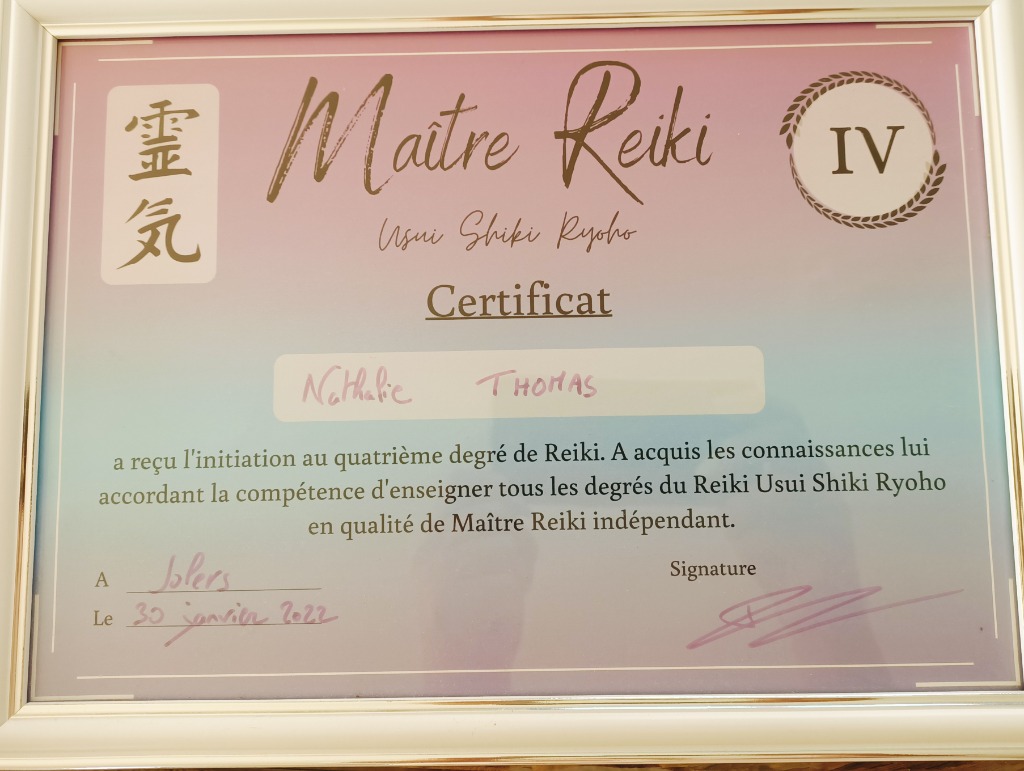 霊気
Maître Reiki
IV
Usui Shiki Ryoho
Certificat
Nathalie THOMAS
a reçu l'initiation au quatrième degré de Reiki. A acquis les connaissances lui
accordant la compétence d'enseigner tous les degrés du Reiki Usui Shiki Ryoho
en qualité de Maître Reiki indépendant.
A
Signature
Le 30 janvier 2022